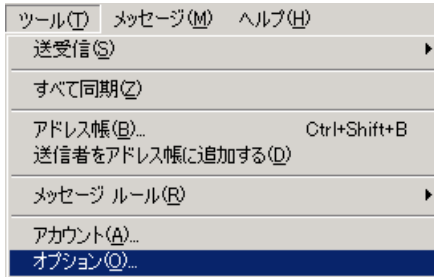 ツール(T) メッセージ(M) ヘルプ(H)
送受信(S)
すべて同期(Z)
アドレス帳(B)... Ctrl+Shift+B
送信者をアドレス帳に追加する(D)
メッセージ ルール(R)
アカウント(A)...
オプション(O)...